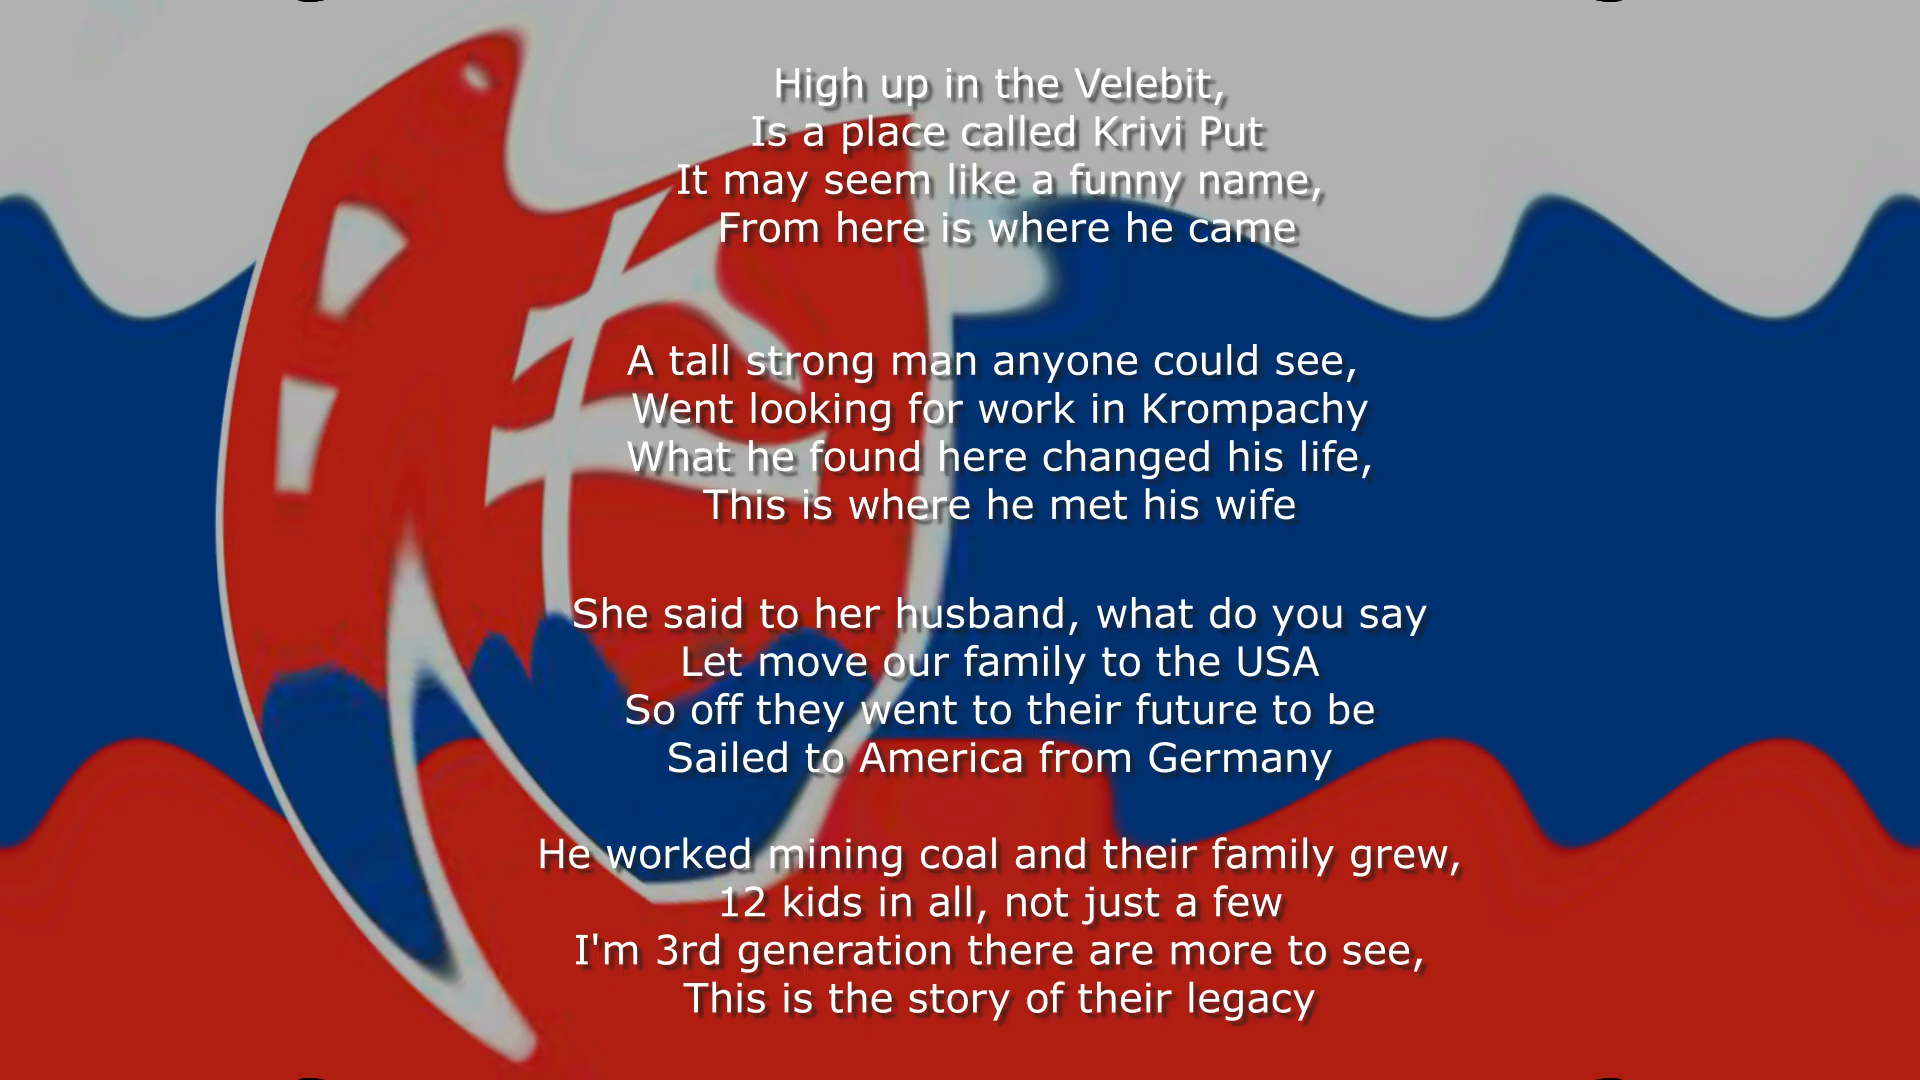 High up in the Velebit,
Is a place called Krivi Put
It may seem like a funny name,
From here is where he came
A tall strong man anyone could see,
Went looking for work in Krompachy
What he found here changed his life,
This is where he met his wife
She said to her husband, what do you say
Let move our family to the USA
So off they went to their future to be
Sailed to America from Germany
He worked mining coal and their family grew,
12 kids in all, not just a few
I'm 3rd generation there are more to see,
This is the story of their legacy